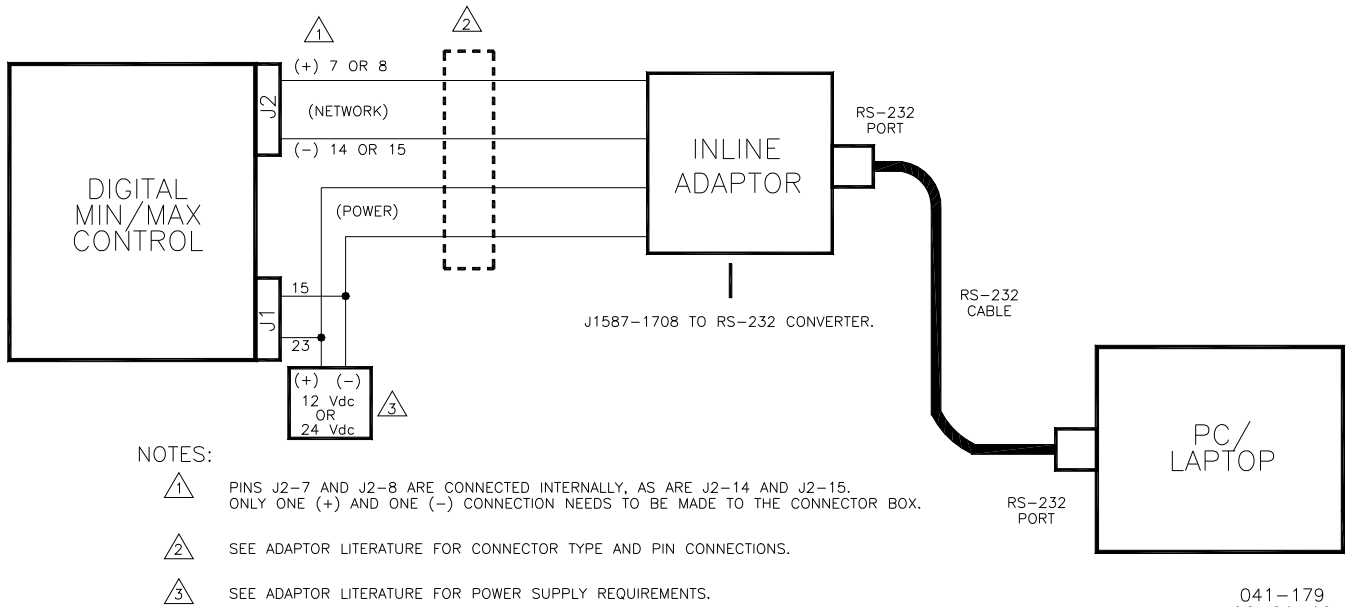 1
2
(+) 7 OR 8
J2
(NETWORK)
(-) 14 OR 15
RS-232
PORT
INLINE
ADAPTOR
DIGITAL
MIN/MAX
CONTROL
(POWER)
15
J1
23
J1587-1708 TO RS-232 CONVERTER.
RS-232
CABLE
(+) (-)
12 Vdc
OR
24 Vdc
3
PC/
LAPTOP
RS-232
PORT
NOTES:
1 PINS J2-7 AND J2-8 ARE CONNECTED INTERNALLY, AS ARE J2-14 AND J2-15.
ONLY ONE (+) AND ONE (-) CONNECTION NEEDS TO BE MADE TO THE CONNECTOR BOX.
2 SEE ADAPTOR LITERATURE FOR CONNECTOR TYPE AND PIN CONNECTIONS.
3 SEE ADAPTOR LITERATURE FOR POWER SUPPLY REQUIREMENTS.
041-179